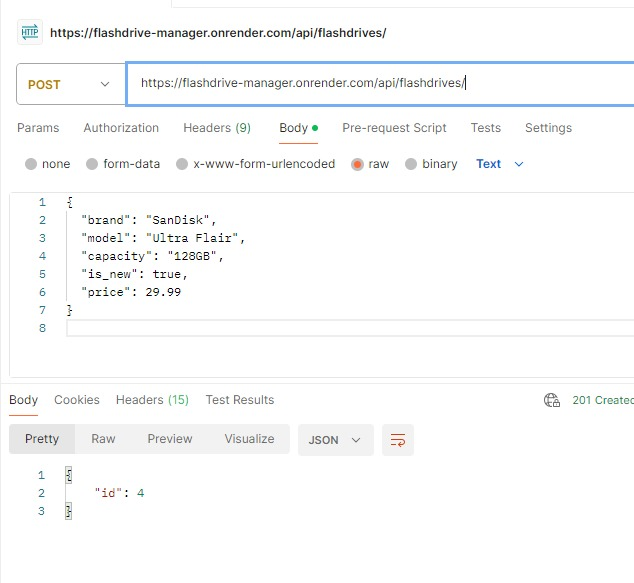 HTTP https://flashdrive-manager.onrender.com/api/flashdrives/
POST https://flashdrive-manager.onrender.com/api/flashdrives/
Params Authorization Headers (9) Body Pre-request Script Tests Settings
none form-data x-www-form-urlencoded raw binary Text
1 {
2 "brand": "SanDisk",
3 "model": "Ultra Flair",
4 "capacity": "128GB",
5 "is_new": true,
6 "price": 29.99
7 }
8
Body Cookies Headers (15) Test Results 201 Created
Pretty Raw Preview Visualize JSON
1 {
2 "id": 4
3 }